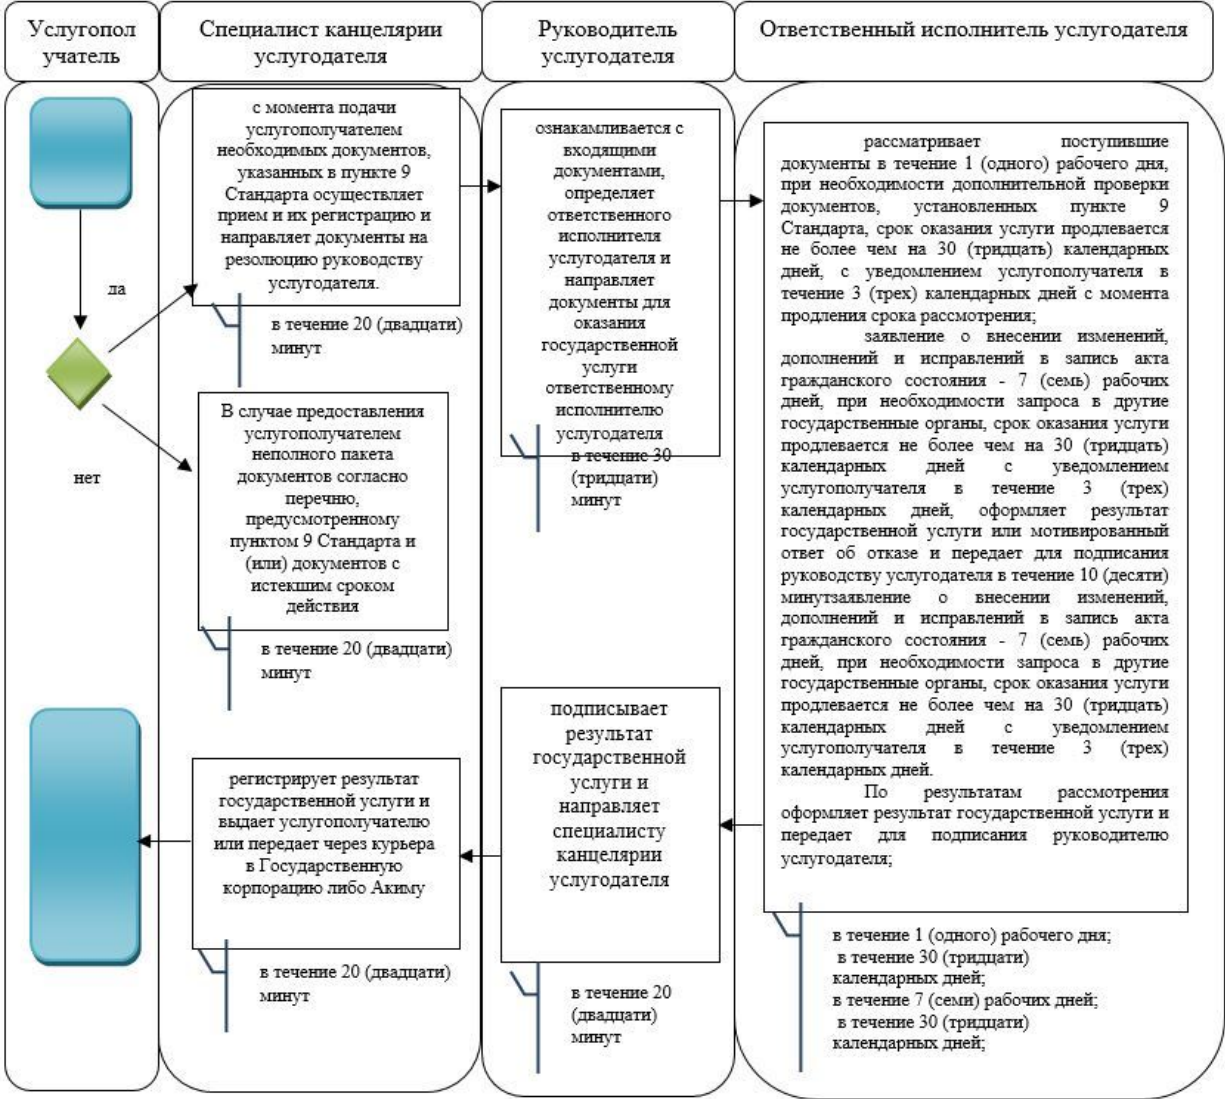 Услугопол
учатель
Специалист канцелярии
услугодателя
Руководитель
услугодателя
Ответственный исполнитель услугодателя
да
нет
с момента подачи
услугополучателем
необходимых документов,
указанных в пункте 9
Стандарта осуществляет
прием и их регистрацию и
направляет документы на
резолюцию руководству
услугодателя.
в течение 20 (двадцати)
минут
В случае предоставления
услугополучателем
неполного пакета
документов согласно
перечню,
предусмотренному
пунктом 9 Стандарта и
(или) документов с
истекшим сроком
действия
в течение 20 (двадцати)
минут
ознакамливается с
входящими
документами,
определяет
ответственного
исполнителя
услугодателя и
направляет
документы для
оказания
государственной
услуги
ответственному
исполнителю
услугодателя
в течение 30
(тридцати)
минут
рассматривает поступившие
документы в течение 1 (одного) рабочего дня,
при необходимости дополнительной проверки
документов, установленных пункте 9
Стандарта, срок оказания услуги продлевается
не более чем на 30 (тридцать) календарных
дней, с уведомлением услугополучателя в
течение 3 (трех) календарных дней с момента
продления срока рассмотрения;
заявление о внесении изменений,
дополнений и исправлений в запись акта
гражданского состояния - 7 (семь) рабочих
дней, при необходимости запроса в другие
государственные органы, срок оказания услуги
продлевается не более чем на 30 (тридцать)
календарных дней с уведомлением
услугополучателя в течение 3 (трех)
календарных дней, оформляет результат
государственной услуги или мотивированный
ответ об отказе и передает для подписания
руководству услугодателя в течение 10 (десяти)
минутзаявление о внесении изменений,
дополнений и исправлений в запись акта
гражданского состояния - 7 (семь) рабочих
дней, при необходимости запроса в другие
государственные органы, срок оказания услуги
продлевается не более чем на 30 (тридцать)
календарных дней с уведомлением
услугополучателя в течение 3 (трех)
календарных дней.
По результатам рассмотрения
оформляет результат государственной услуги и
передает для подписания руководителю
услугодателя;
в течение 1 (одного) рабочего дня;
в течение 30 (тридцати)
календарных дней;
в течение 7 (семи) рабочих дней;
в течение 30 (тридцати)
календарных дней;
подписывает
результат
государственной
услуги и
направляет
специалисту
канцелярии
услугодателя
в течение 20
(двадцати)
минут
регистрирует результат
государственной услуги и
выдает услугополучателю
или передает через курьера
в Государственную
корпорацию либо Акиму
в течение 20 (двадцати)
минут